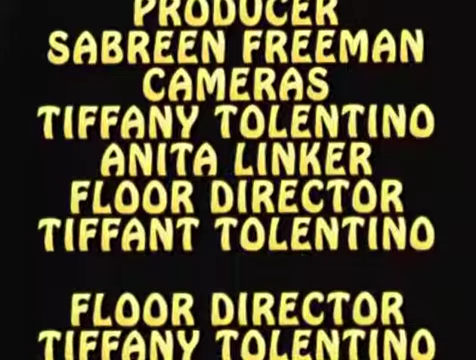 PRODUCER
SABREEN FREEMAN
CAMERAS
TIFFANY TOLENTINO
ANITA LINKER
FLOOR DIRECTOR
TIFFANT TOLENTINO
FLOOR DIRECTOR
TIFFANY TOLENTINO